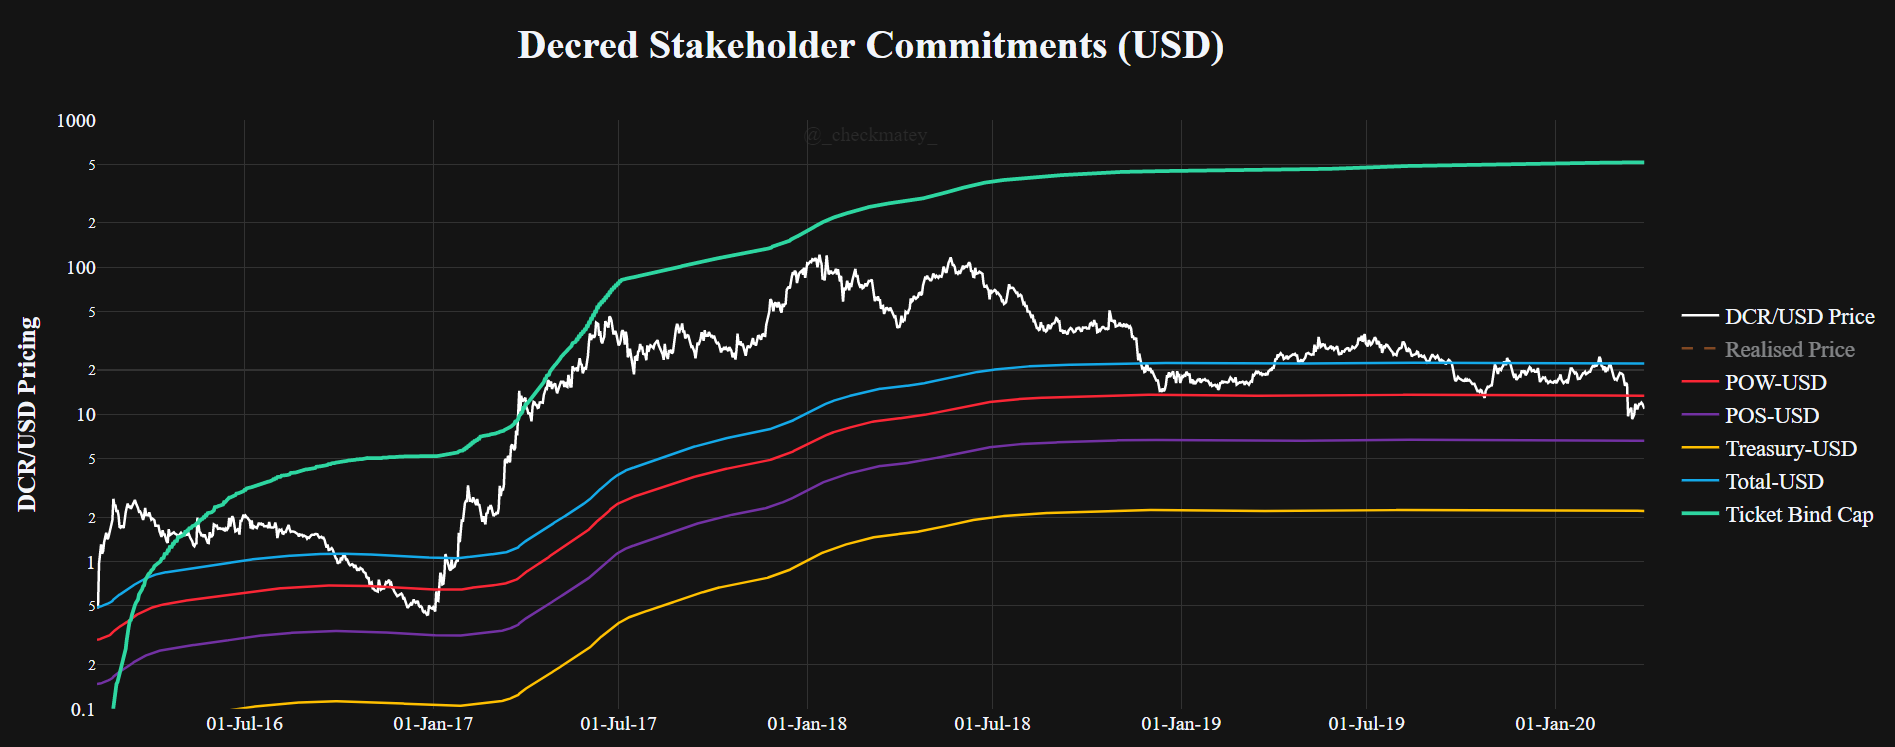 Decred Stakeholder Commitments (USD)
@_checkmatey_
DCR/USD Pricing
1000
5
2
100
5
2
10
5
2
1
5
2
0.1
01-Jul-16
01-Jan-17
01-Jul-17
01-Jan-18
01-Jul-18
01-Jan-19
01-Jul-19
01-Jan-20
DCR/USD Price
Realised Price
POW-USD
POS-USD
Treasury-USD
Total-USD
Ticket Bind Cap